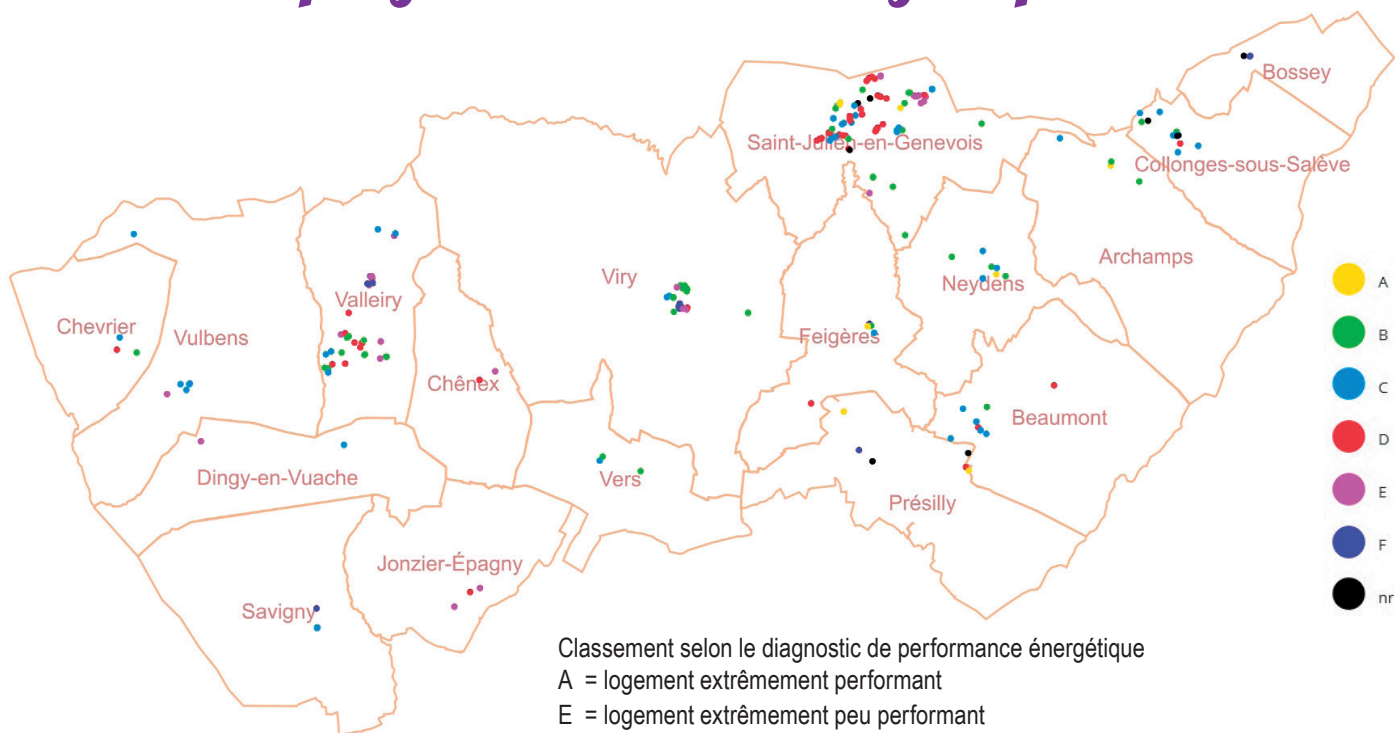 Bossey
Saint-Julien-en-Genevois
Collonges-sous-Salève
Archamps
Viry
Neydens
Valleiry
Chevrier
Vulbens
Feigères
Chênex
Beaumont
Dingy-en-Vuache
Vers
Présilly
Jonzier-Épagny
Savigny
A
B
C
D
E
F
nr
Classement selon le diagnostic de performance énergétique
A = logement extrêmement performant
E = logement extrêmement peu performant